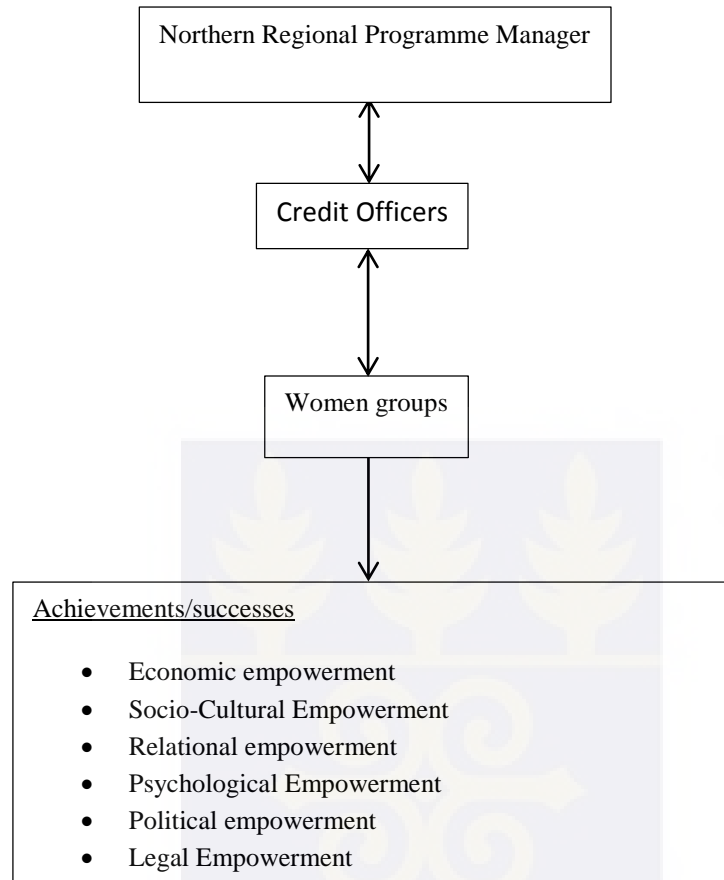 Northern Regional Programme Manager
Credit Officers
Women groups
Achievements/successes
• Economic empowerment
• Socio-Cultural Empowerment
• Relational empowerment
• Psychological Empowerment
• Political empowerment
• Legal Empowerment